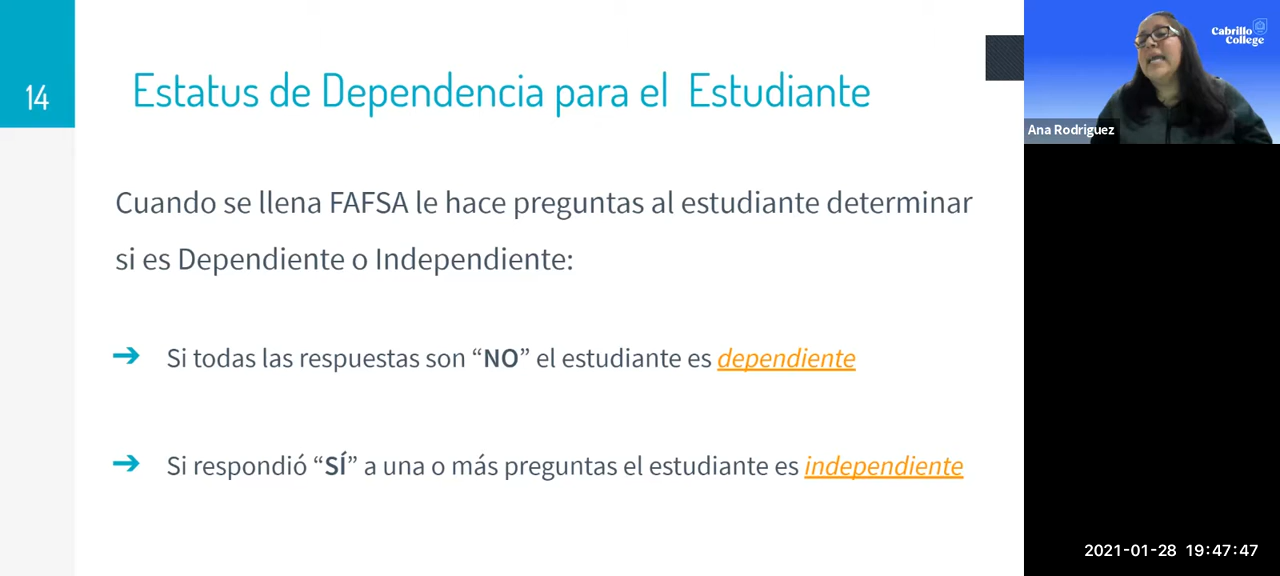 14
Estatus de Dependencia para el Estudiante
Cuando se llena FAFSA le hace preguntas al estudiante determinar
si es Dependiente o Independiente:
➔ Si todas las respuestas son “NO” el estudiante es dependiente
➔ Si respondió “SÍ” a una o más preguntas el estudiante es independiente
Cabrillo
College
Ana Rodriguez
2021-01-28 19:47:47